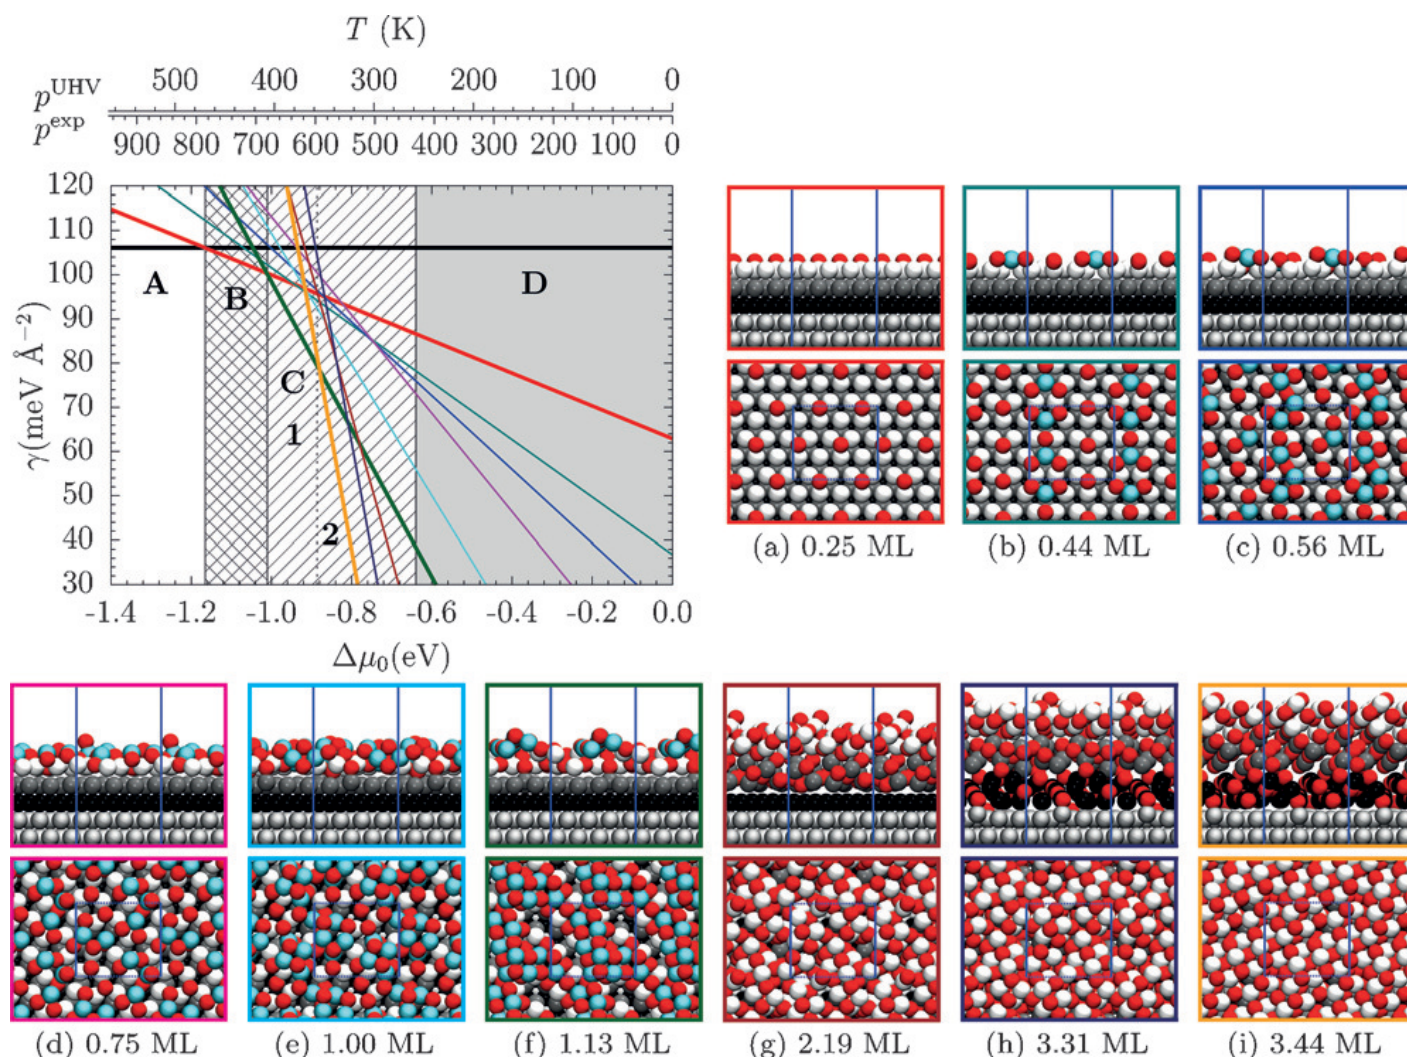 T (K)
p^UHV 500 400 300 200 100 0
p^exp 900 800 700 600 500 400 300 200 100 0
120
110
100
90
80
70
60
50
40
30
γ(meV Å⁻²)
A
B
C
D
1
2
-1.4 -1.2 -1.0 -0.8 -0.6 -0.4 -0.2 0.0
Δμ₀(eV)
(a) 0.25 ML (b) 0.44 ML (c) 0.56 ML
(d) 0.75 ML (e) 1.00 ML (f) 1.13 ML (g) 2.19 ML (h) 3.31 ML (i) 3.44 ML